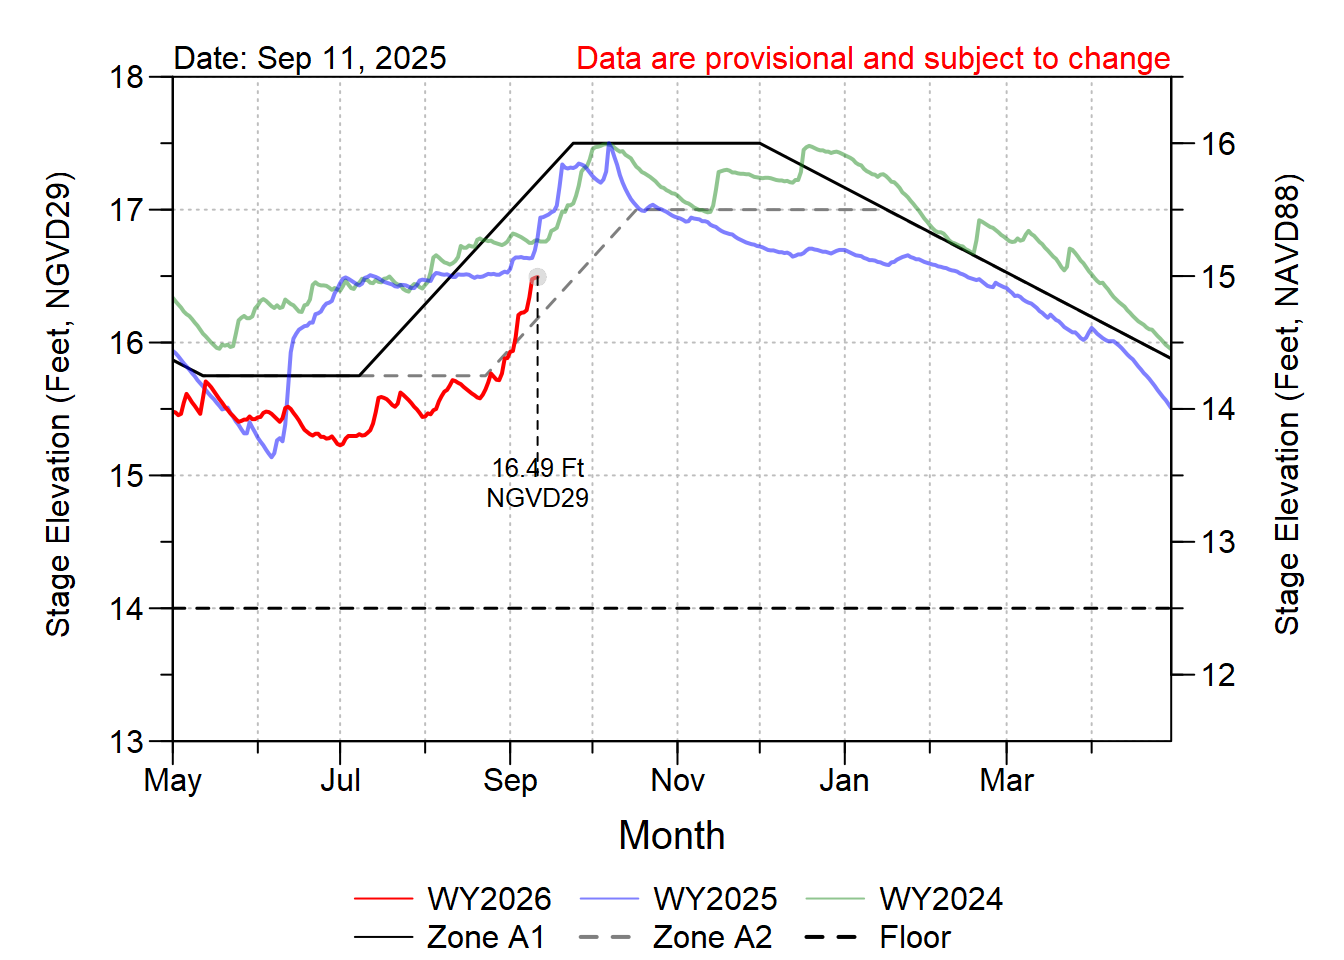 Date: Sep 11, 2025
Data are provisional and subject to change
Stage Elevation (Feet, NGVD29)
18
17
16
15
14
13
16
15
14
13
12
Stage Elevation (Feet, NAVD88)
16.49 Ft
NGVD29
May Jul Sep Nov Jan Mar
Month
WY2026 WY2025 WY2024
Zone A1 Zone A2 Floor